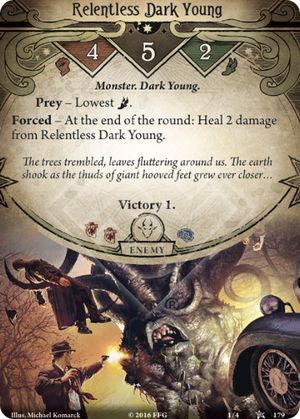 Relentless Dark Young
4 5 2
Monster. Dark Young.
Prey – Lowest
Forced – At the end of the round: Heal 2 damage
from Relentless Dark Young.
The trees trembled, leaves fluttering around us. The earth
shook as the thuds of giant hooved feet grew ever closer…
Victory 1.
ENEMY
Illus. Michael Komarck © 2016 FFG 1/4 179